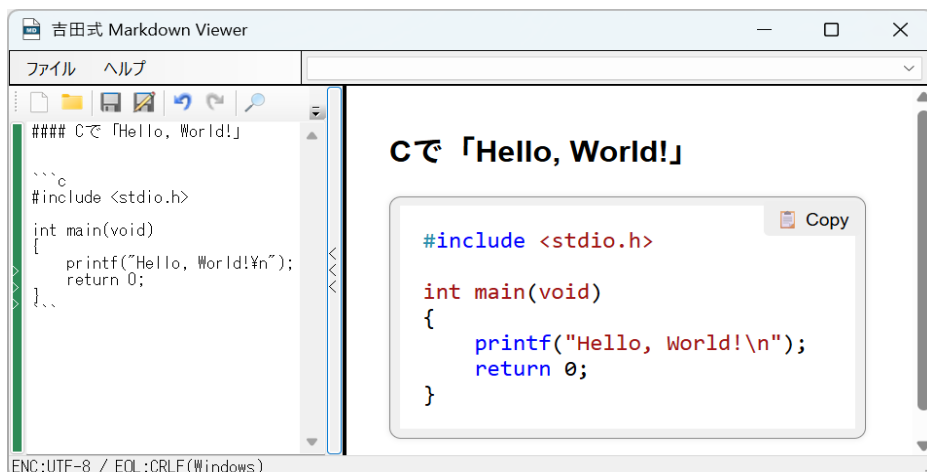 吉田式 Markdown Viewer
ファイル ヘルプ
#### Cで「Hello, World!」
```c
#include <stdio.h>
int main(void)
{
    printf("Hello, World!¥n");
    return 0;
}
```
Cで「Hello, World!」
Copy
#include <stdio.h>
int main(void)
{
    printf("Hello, World!\n");
    return 0;
}
ENC:UTF-8 / EOL:CRLF(Windows)